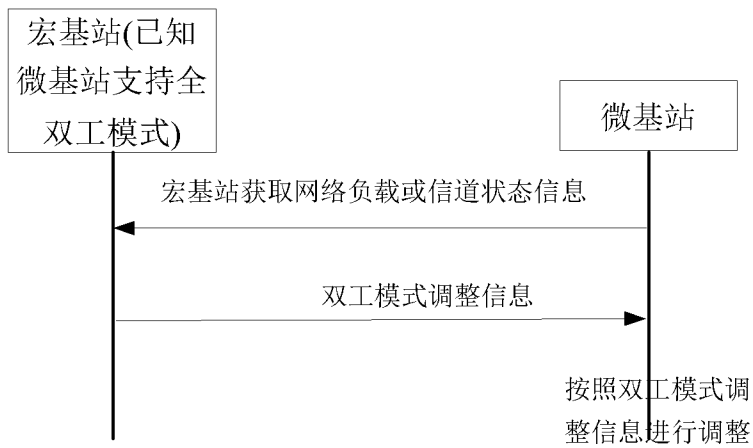 宏基站(已知
微基站支持全
双工模式)
微基站
宏基站获取网络负载或信道状态信息
双工模式调整信息
按照双工模式调
整信息进行调整